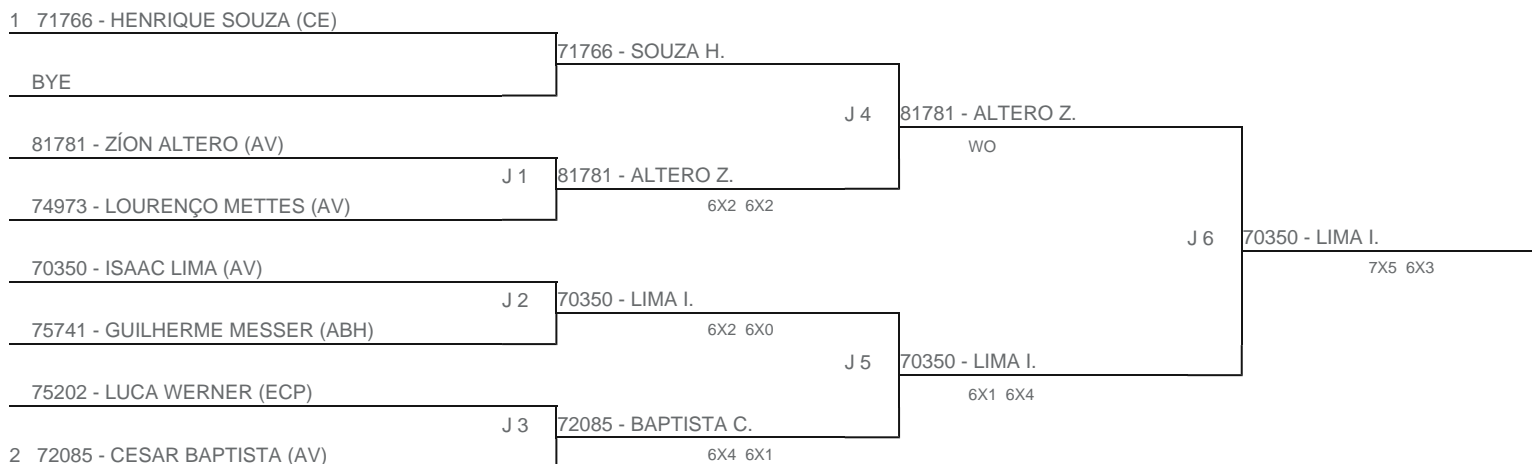 1 71766 - HENRIQUE SOUZA (CE)
71766 - SOUZA H.
BYE
J 4
81781 - ALTERO Z.
81781 - ZÍON ALTERO (AV)
WO
J 1
81781 - ALTERO Z.
74973 - LOURENÇO METTES (AV)
6X2 6X2
J 6
70350 - LIMA I.
70350 - ISAAC LIMA (AV)
7X5 6X3
J 2
70350 - LIMA I.
75741 - GUILHERME MESSER (ABH)
6X2 6X0
J 5
70350 - LIMA I.
75202 - LUCA WERNER (ECP)
6X1 6X4
J 3
72085 - BAPTISTA C.
2 72085 - CESAR BAPTISTA (AV)
6X4 6X1